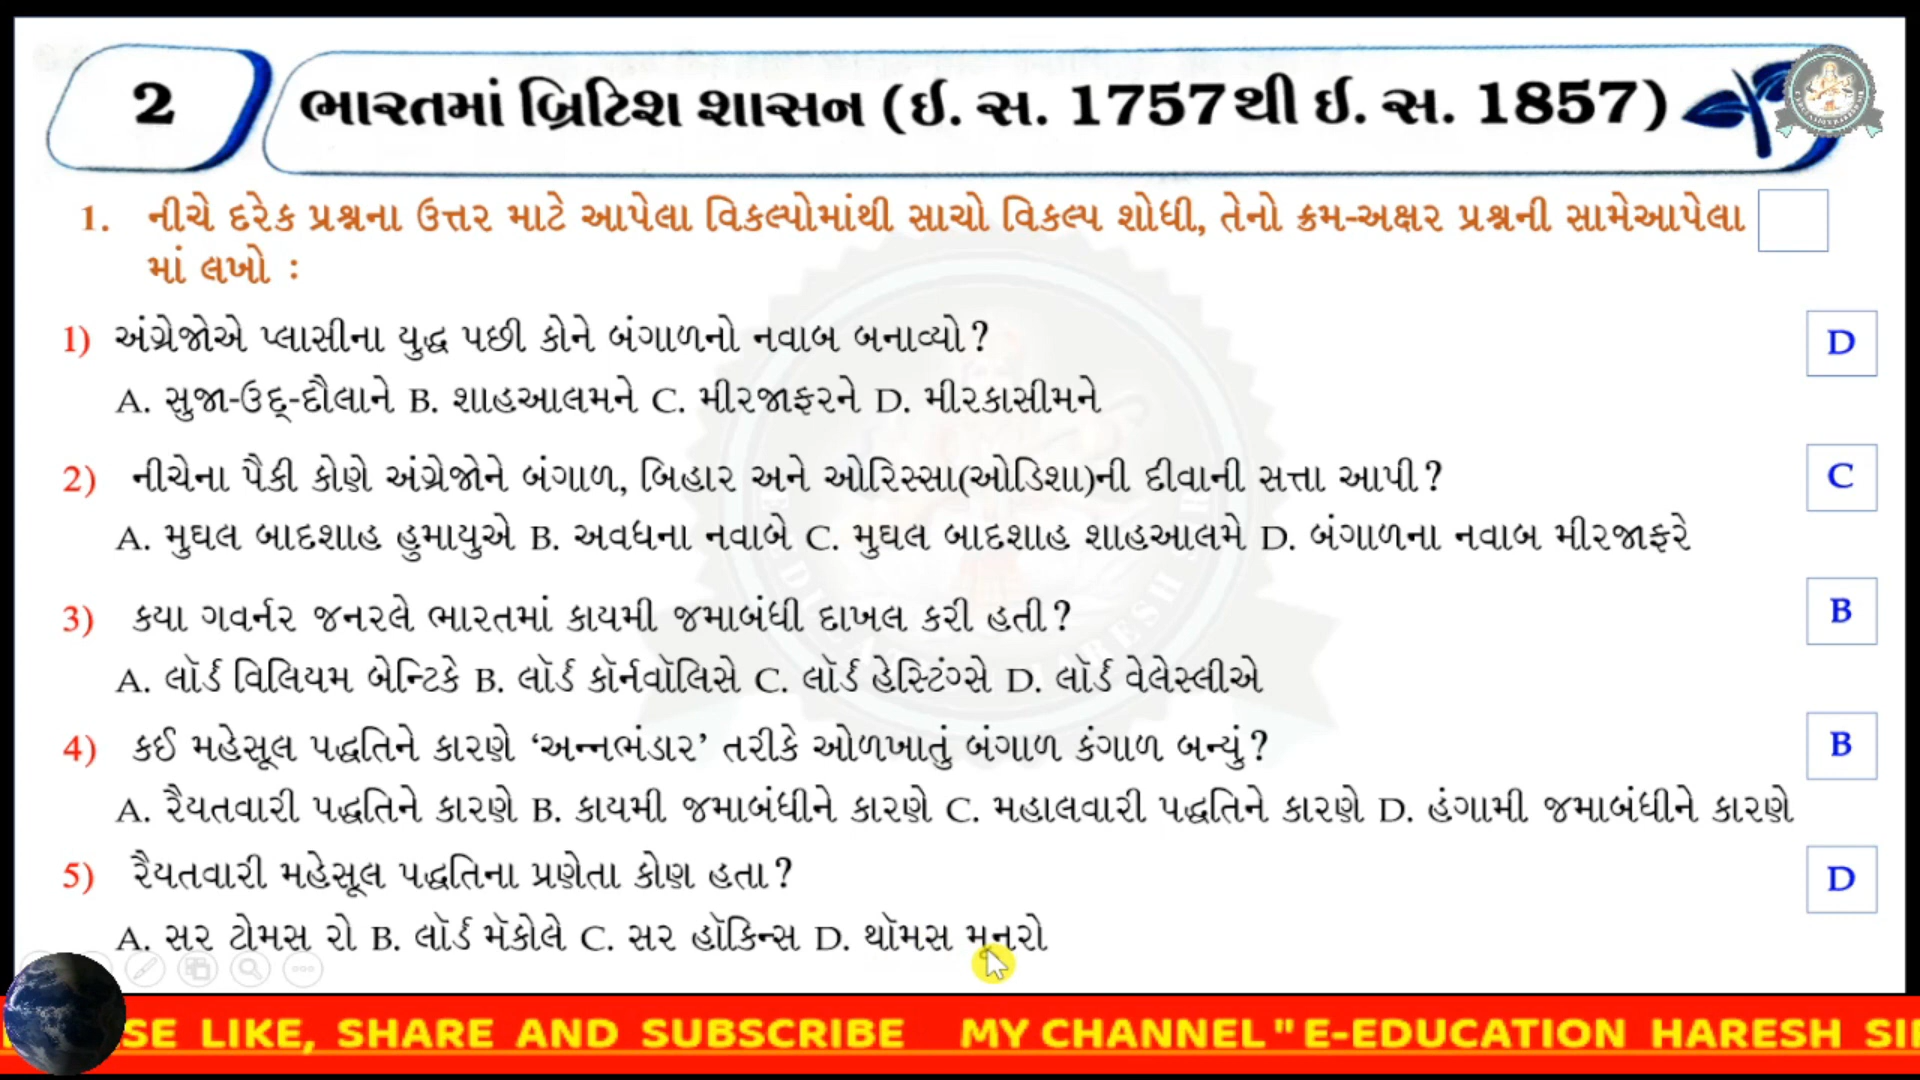 2
ભારતમાં બ્રિટિશ શાસન (ઇ. સ. 1757થી ઇ. સ. 1857)
1. નીચે દરેક પ્રશ્નના ઉત્તર માટે આપેલા વિકલ્પોમાંથી સાચો વિકલ્પ શોધી, તેનો ક્રમ-અક્ષર પ્રશ્નની સામેઆપેલા
માં લખો :
1) અંગ્રેજોએ પ્લાસીના યુદ્ધ પછી કોને બંગાળનો નવાબ બનાવ્યો?
D
A. સુજા-ઉદ્-દૌલાને B. શાહઆલમને C. મીરજાફરને D. મીરકાસીમને
2) નીચેના પૈકી કોણે અંગ્રેજોને બંગાળ, બિહાર અને ઓરિસ્સા(ઓડિશા)ની દીવાની સત્તા આપી?
C
A. મુઘલ બાદશાહ હુમાયુએ B. અવધના નવાબે C. મુઘલ બાદશાહ શાહઆલમે D. બંગાળના નવાબ મીરજાફરે
3) કયા ગવર્નર જનરલે ભારતમાં કાયમી જમાબંધી દાખલ કરી હતી?
B
A. લૉર્ડ વિલિયમ બેન્ટિકે B. લૉર્ડ કૉર્નવૉલિસે C. લૉર્ડ હેસ્ટિંગ્સે D. લૉર્ડ વેલેસ્લીએ
4) કઈ મહેસૂલ પદ્ધતિને કારણે ‘અન્નભંડાર’ તરીકે ઓળખાતું બંગાળ કંગાળ બન્યું?
B
A. રૈયતવારી પદ્ધતિને કારણે B. કાયમી જમાબંધીને કારણે C. મહાલવારી પદ્ધતિને કારણે D. હંગામી જમાબંધીને કારણે
5) રૈયતવારી મહેસૂલ પદ્ધતિના પ્રણેતા કોણ હતા?
D
A. સર ટોમસ રો B. લૉર્ડ મૅકોલે C. સર હૉકિન્સ D. થૉમસ મનરો
SE LIKE, SHARE AND SUBSCRIBE MY CHANNEL " E-EDUCATION HARESH SI